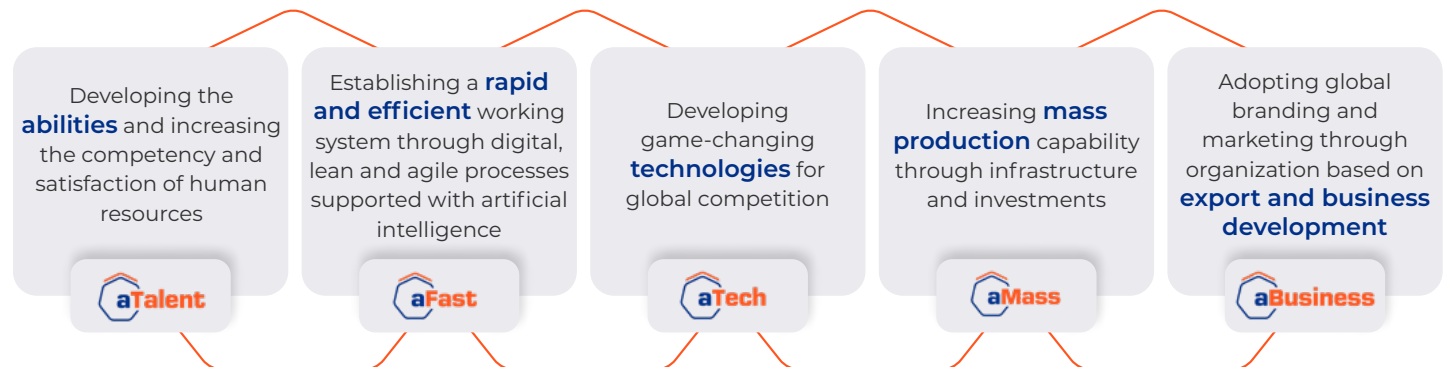 Developing the
abilities and increasing
the competency and
satisfaction of human
resources
aTalent
Establishing a rapid
and efficient working
system through digital,
lean and agile processes
supported with artificial
intelligence
aFast
Developing
game-changing
technologies for
global competition
aTech
Increasing mass
production capability
through infrastructure
and investments
aMass
Adopting global
branding and
marketing through
organization based on
export and business
development
aBusiness